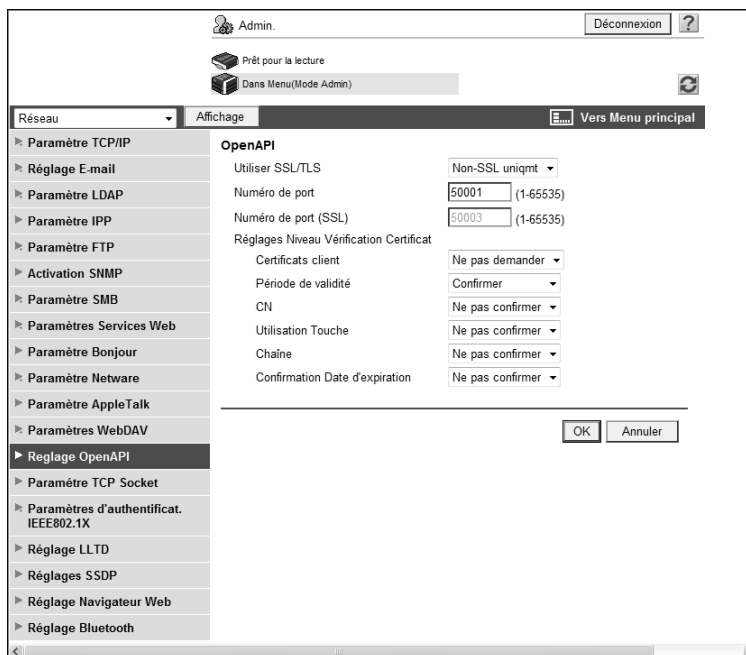 Admin.
Déconnexion
?
Prêt pour la lecture
Dans Menu(Mode Admin)
Réseau
Affichage
Vers Menu principal
Paramètre TCP/IP
Réglage E-mail
Paramètre LDAP
Paramètre IPP
Paramètre FTP
Activation SNMP
Paramètre SMB
Paramètres Services Web
Paramètre Bonjour
Paramètre Netware
Paramètre AppleTalk
Paramètres WebDAV
Reglage OpenAPI
Paramétre TCP Socket
Paramètres d'authentificat.
IEEE802.1X
Réglage LLTD
Réglages SSDP
Réglage Navigateur Web
Réglage Bluetooth
OpenAPI
Utiliser SSL/TLS Non-SSL uniqmt
Numéro de port 50001 (1-65535)
Numéro de port (SSL) 50003 (1-65535)
Réglages Niveau Vérification Certificat
Certificats client Ne pas demander
Période de validité Confirmer
CN Ne pas confirmer
Utilisation Touche Ne pas confirmer
Chaîne Ne pas confirmer
Confirmation Date d'expiration Ne pas confirmer
OK Annuler